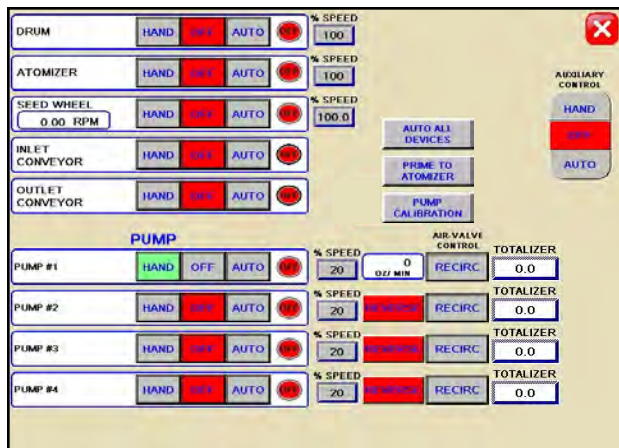 % SPEED
DRUM HAND OFF AUTO OFF 100
% SPEED
ATOMIZER HAND OFF AUTO OFF 100
% SPEED
SEED WHEEL
0.00 RPM HAND OFF AUTO OFF 100.0
INLET
CONVEYOR HAND OFF AUTO OFF
OUTLET
CONVEYOR HAND OFF AUTO OFF
AUTO ALL
DEVICES
PRIME TO
ATOMIZER
PUMP
CALIBRATION
AUXILIARY
CONTROL
HAND
OFF
AUTO
PUMP
AIR-VALVE
CONTROL
% SPEED TOTALIZER
PUMP #1 HAND OFF AUTO OFF 20 0 OZ/ MIN RECIRC 0.0
% SPEED TOTALIZER
PUMP #2 HAND OFF AUTO OFF 20 REVERSE RECIRC 0.0
% SPEED TOTALIZER
PUMP #3 HAND OFF AUTO OFF 20 REVERSE RECIRC 0.0
% SPEED TOTALIZER
PUMP #4 HAND OFF AUTO OFF 20 REVERSE RECIRC 0.0